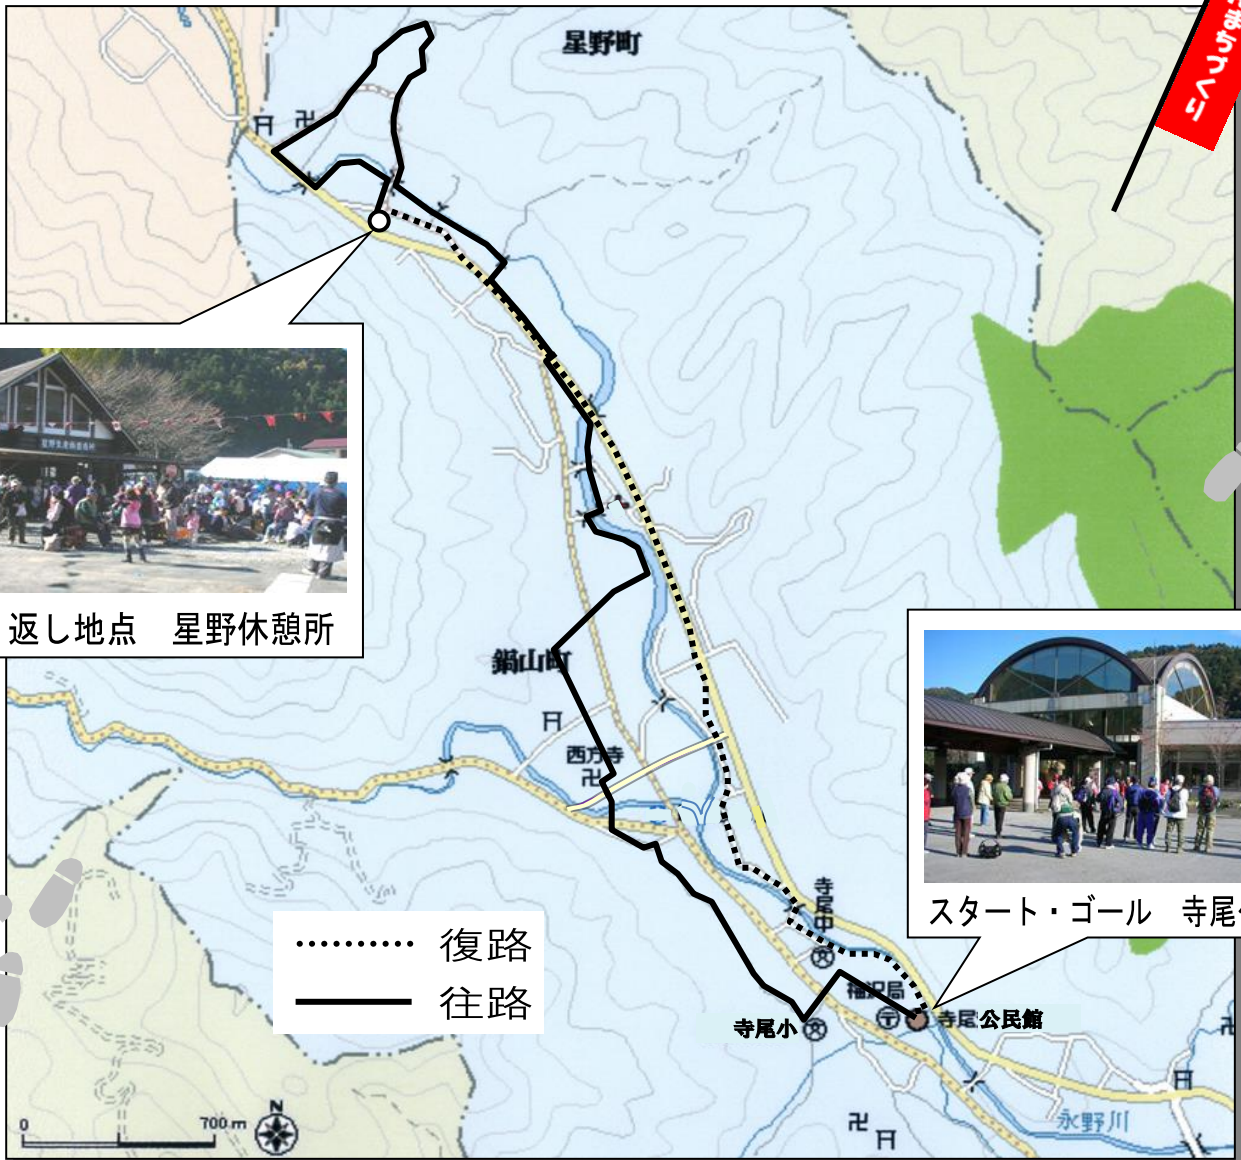 星野町
まちづくり
返し地点　星野休憩所
鍋山町
西方寺
寺尾中
スタート・ゴール　寺尾
復路
往路
福沢局
寺尾小
寺尾公民館
永野川
0
700 m
N